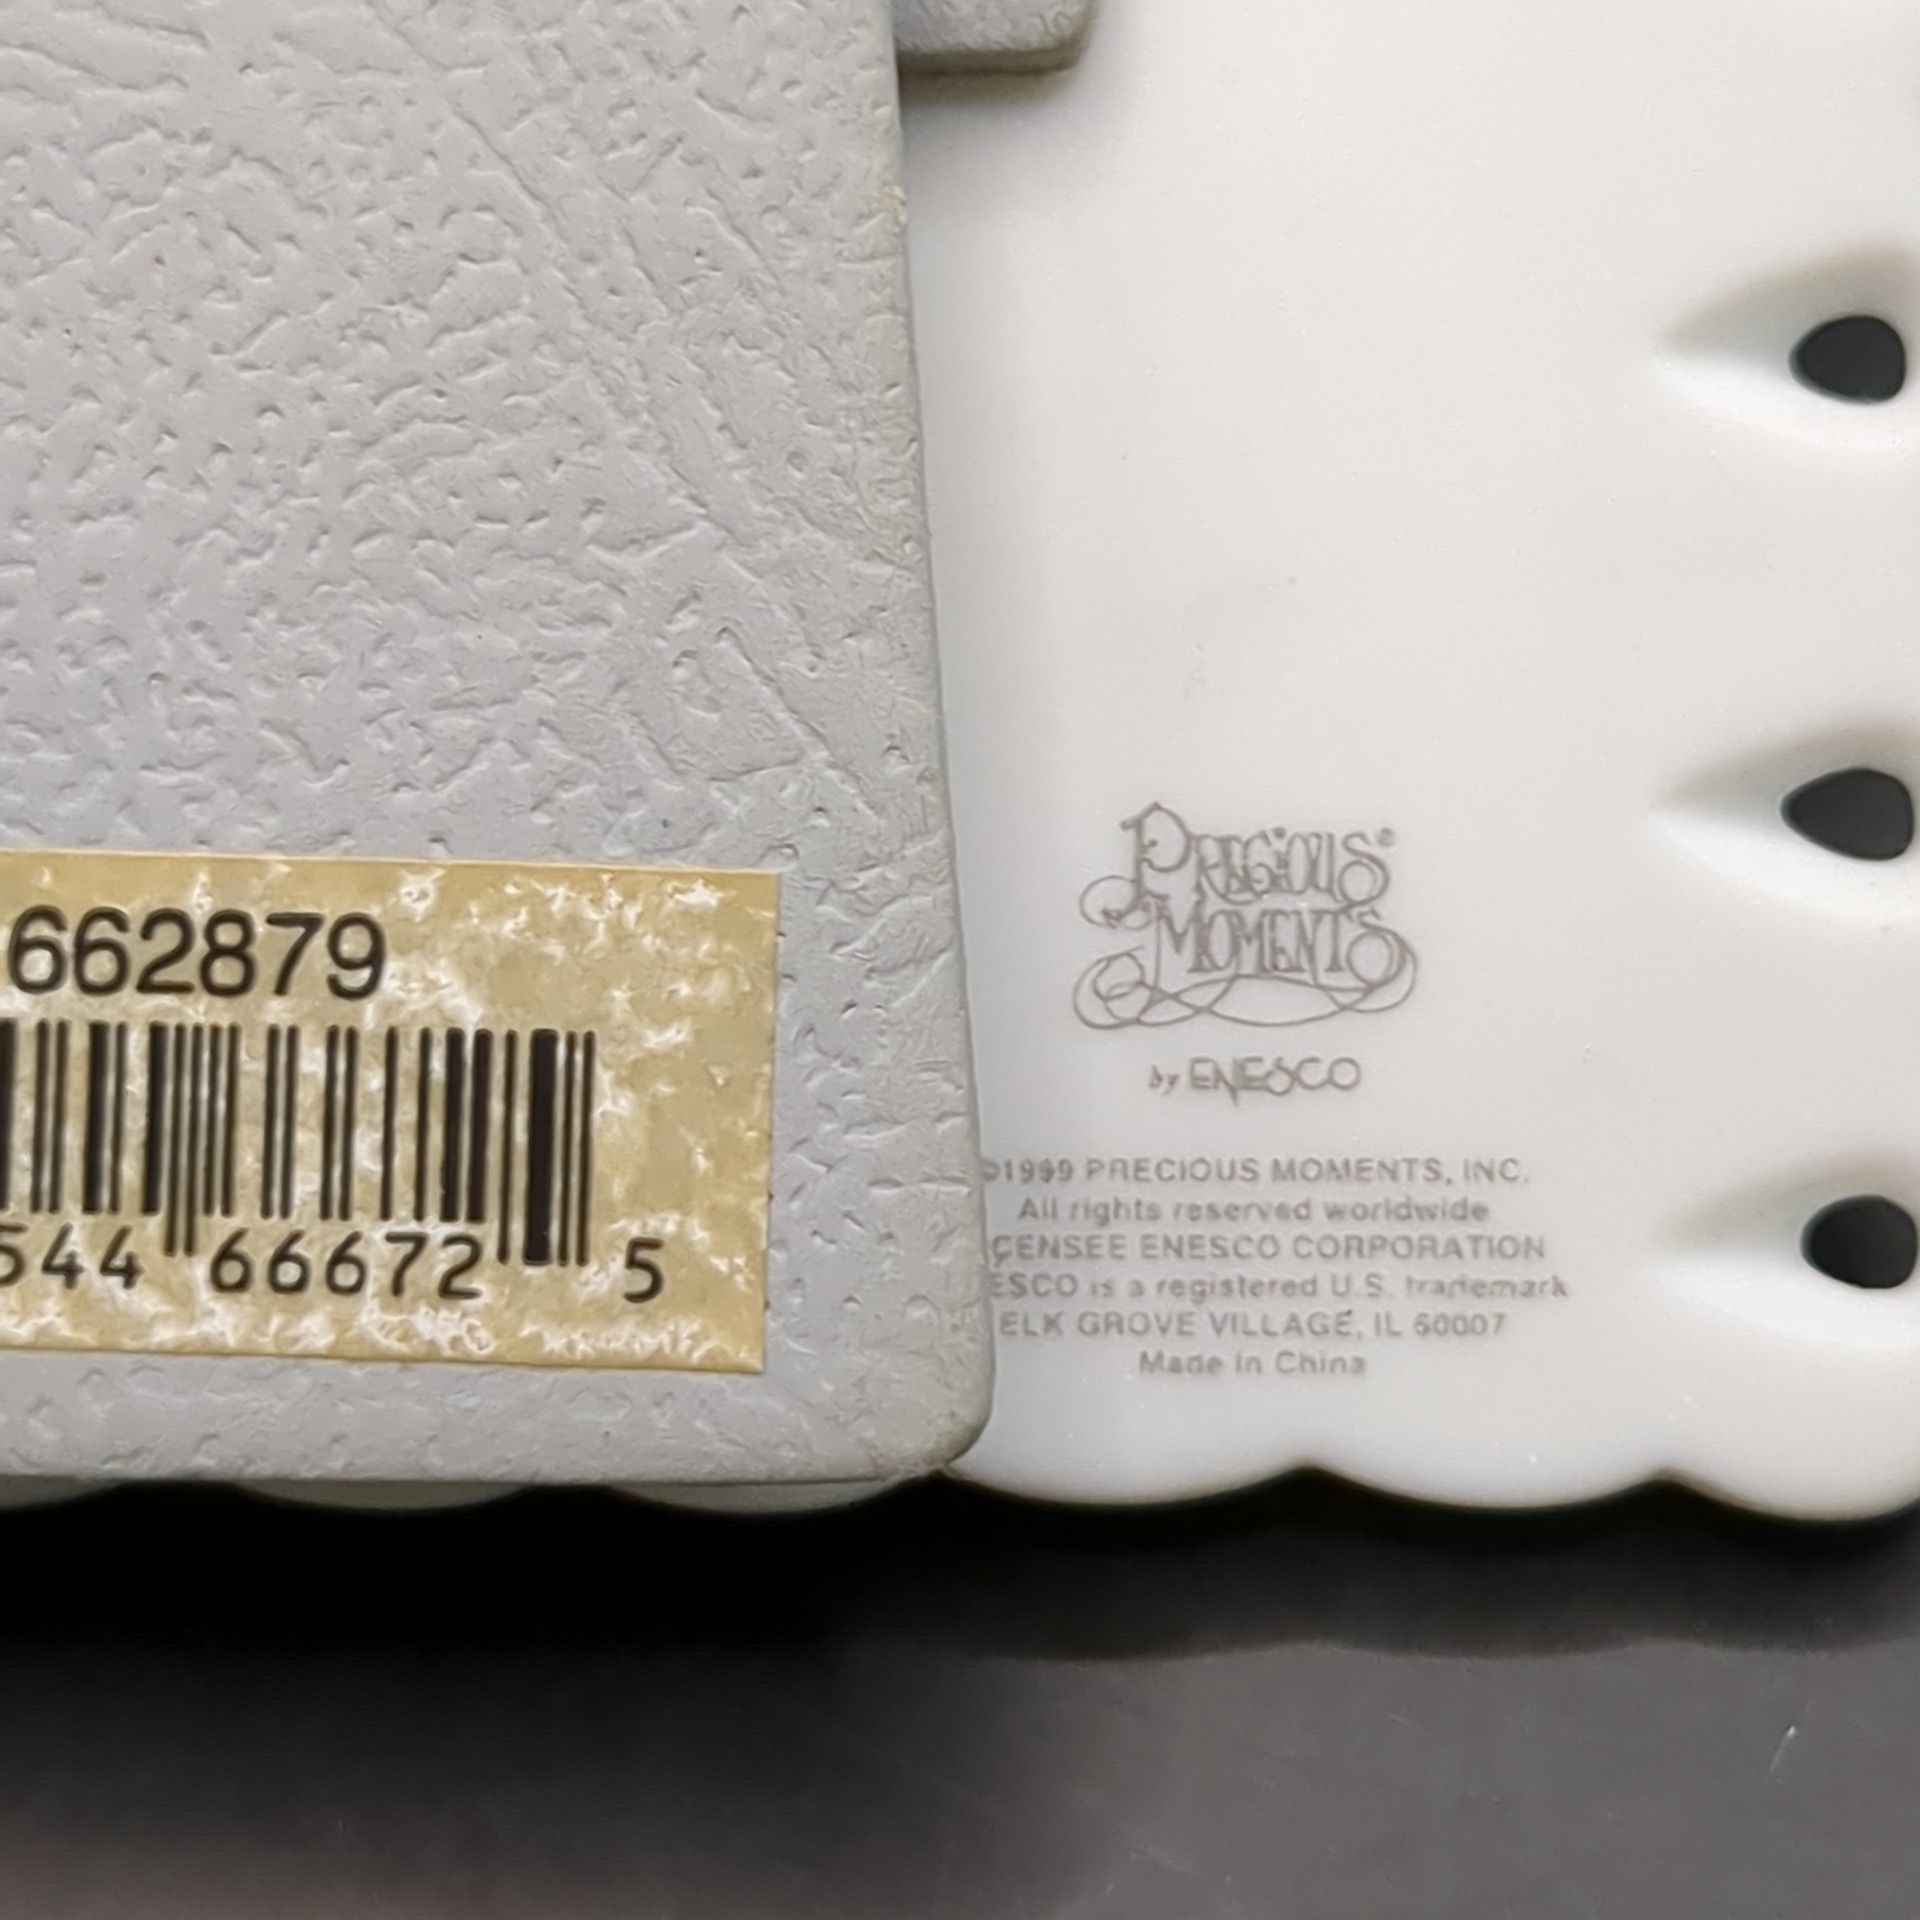 662879
544 66672 5
PRECIOUS®
MOMENTS
by ENESCO
©1999 PRECIOUS MOMENTS, INC.
All rights reserved worldwide
CENSEE ENESCO CORPORATION
ESCO is a registered U.S. trademark
ELK GROVE VILLAGE, IL 60007
Made in China